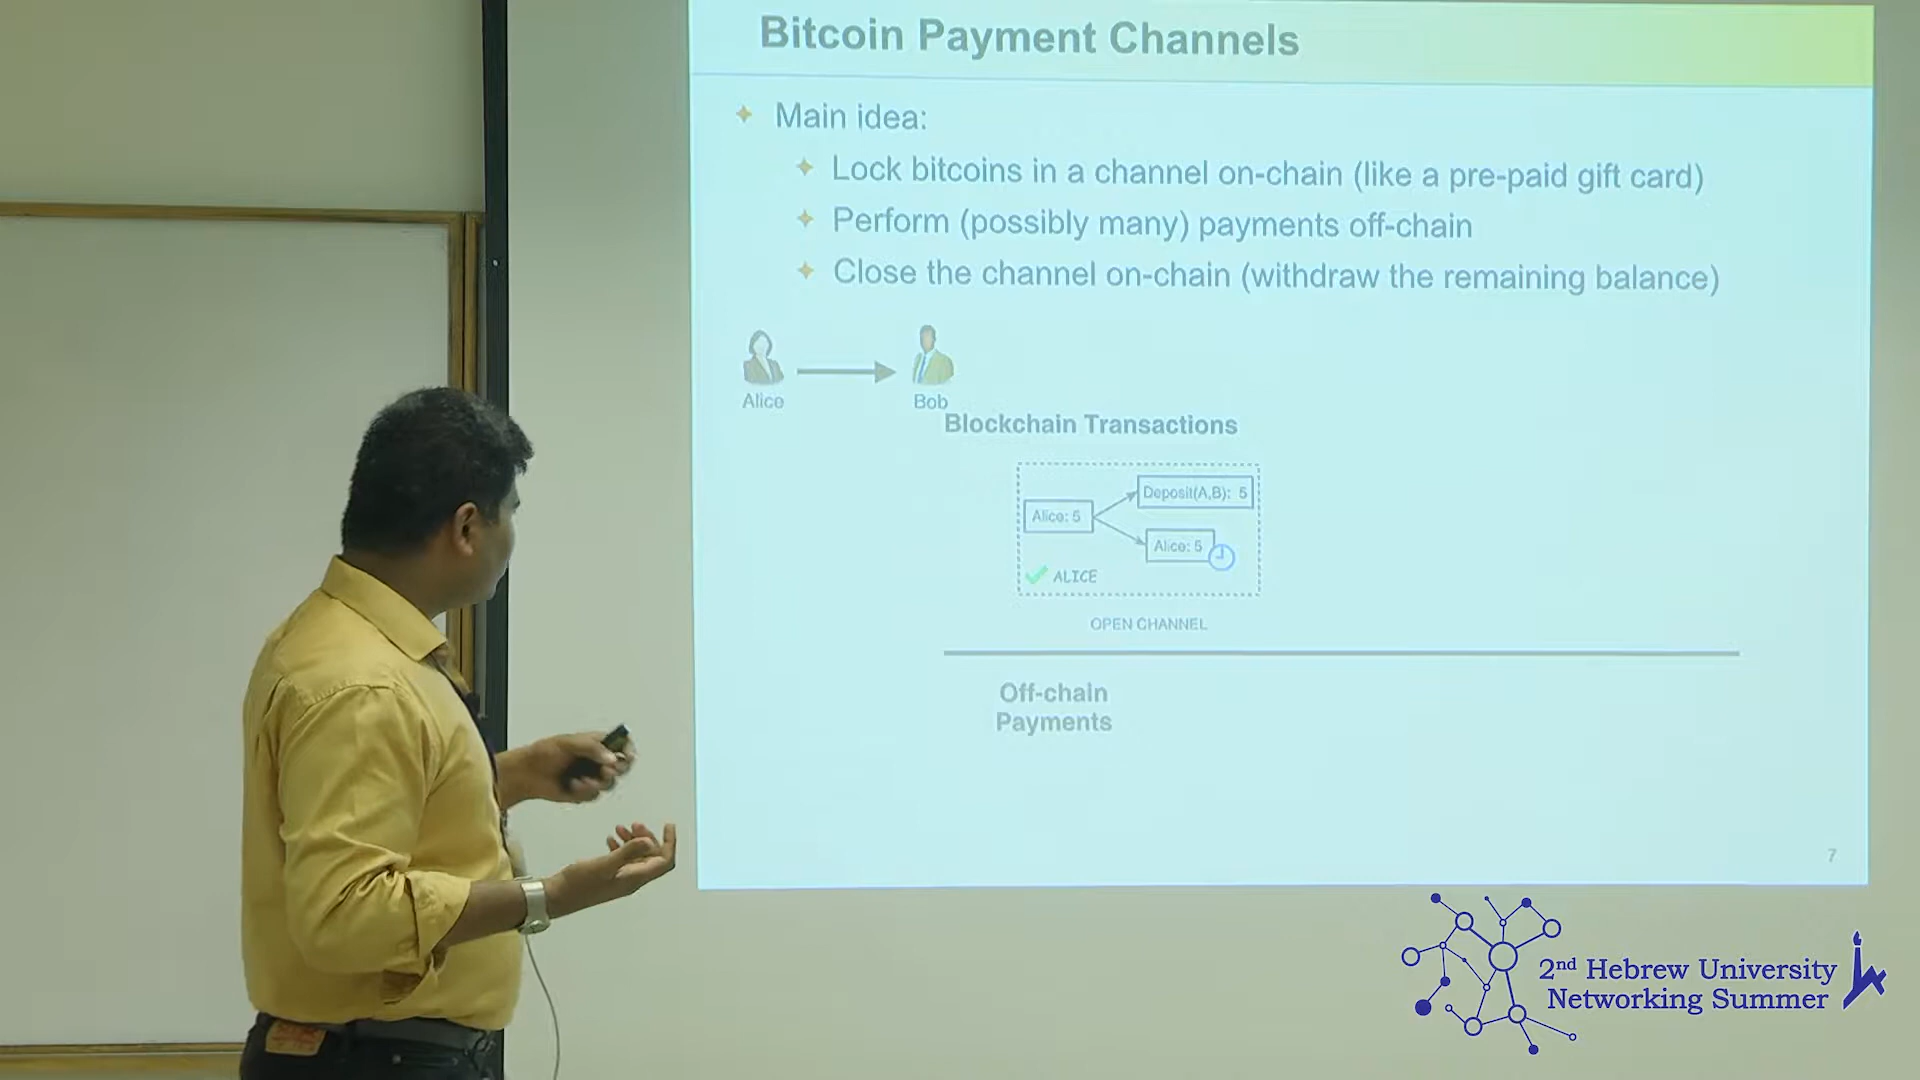 Bitcoin Payment Channels
Main idea:
Lock bitcoins in a channel on-chain (like a pre-paid gift card)
Perform (possibly many) payments off-chain
Close the channel on-chain (withdraw the remaining balance)
Alice
Bob
Blockchain Transactions
Deposit(A,B): 5
Alice: 5
Alice: 5
ALICE
OPEN CHANNEL
Off-chain
Payments
7
2nd Hebrew University
Networking Summer